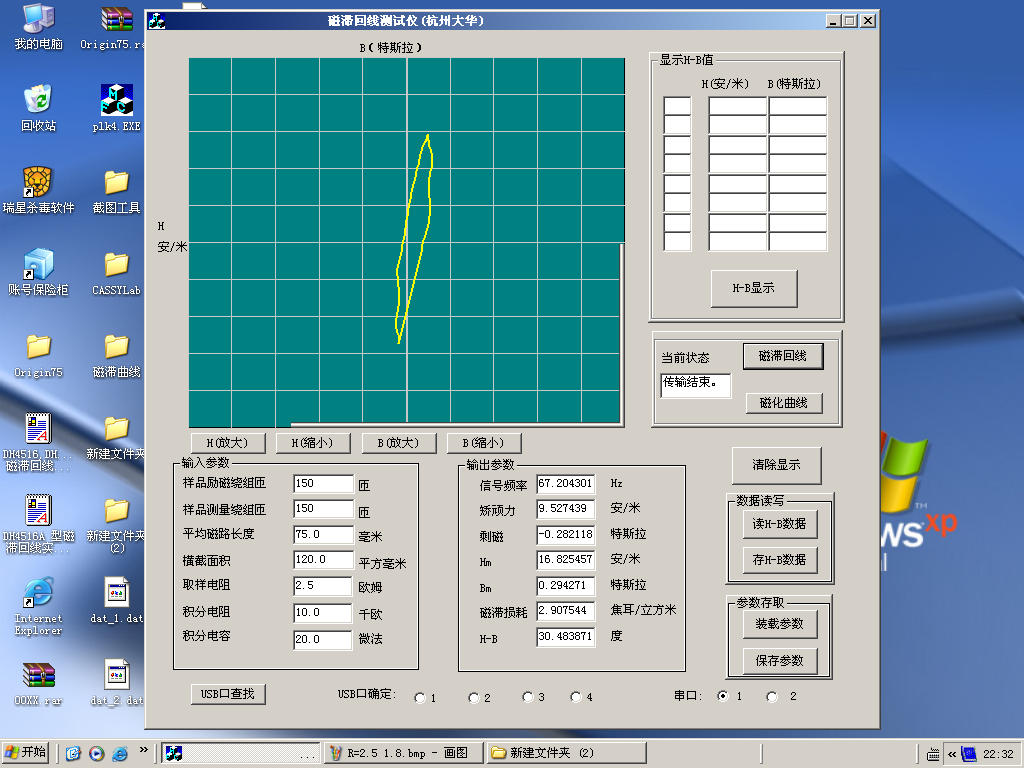 我的电脑
Origin75.ra
回收站
plk4.EXE
瑞星杀毒软件
截图工具
账号保险柜
CASSYLab
Origin75
磁滞曲线
DH4516_DH...
磁滞回线...
新建文件夹
DH4516A 型磁
滞回线实...
新建文件夹
(2)
Internet
Explorer
dat_1.dat
OOXX.rar
dat_2.dat
磁滞回线测试仪(杭州大华)
B(特斯拉)
H
安/米
H(放大)
H(缩小)
B(放大)
B(缩小)
输入参数
样品励磁绕组匝 150 匝
样品测量绕组匝 150 匝
平均磁路长度 75.0 毫米
横截面积 120.0 平方毫米
取样电阻 2.5 欧姆
积分电阻 10.0 千欧
积分电容 20.0 微法
输出参数
信号频率 67.204301 Hz
矫顽力 9.527439 安/米
剩磁 -0.282118 特斯拉
Hm 16.825457 安/米
Bm 0.294271 特斯拉
磁滞损耗 2.907544 焦耳/立方米
H-B 30.483871 度
显示H-B值
H(安/米) B(特斯拉)
H-B显示
当前状态
传输结束。
磁滞回线
磁化曲线
清除显示
数据读写
读H-B数据
存H-B数据
参数存取
装载参数
保存参数
USB口查找
USB口确定: 1 2 3 4
串口: 1 2
ws xp
TM
开始
»
...
R=2.5 1.8.bmp - 画图
新建文件夹 (2)
«
22:32